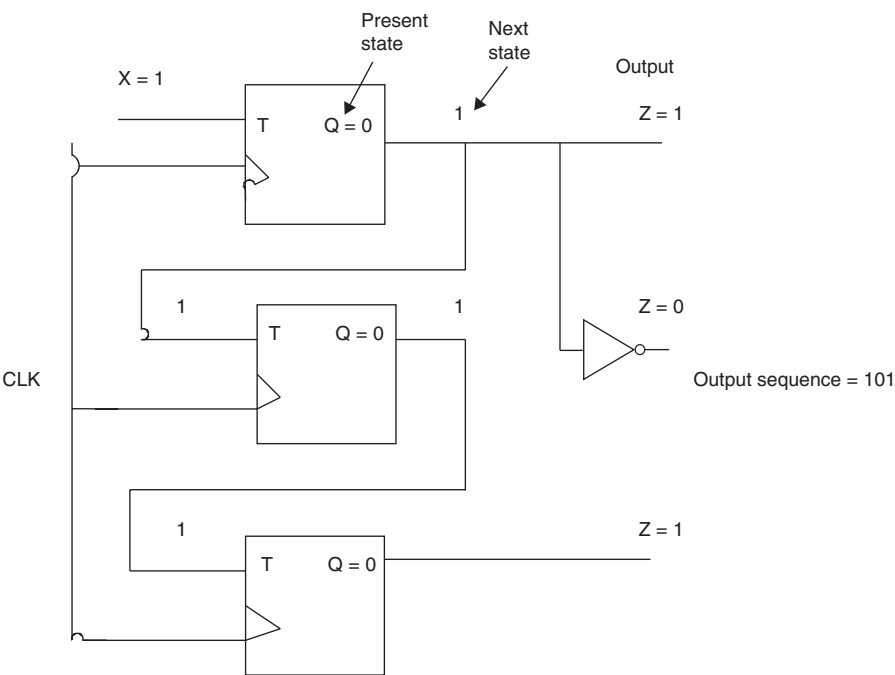 Present
state
Next
state
Output
X = 1
T
Q = 0
1
Z = 1
1
T
Q = 0
1
Z = 0
CLK
Output sequence = 101
1
T
Q = 0
Z = 1